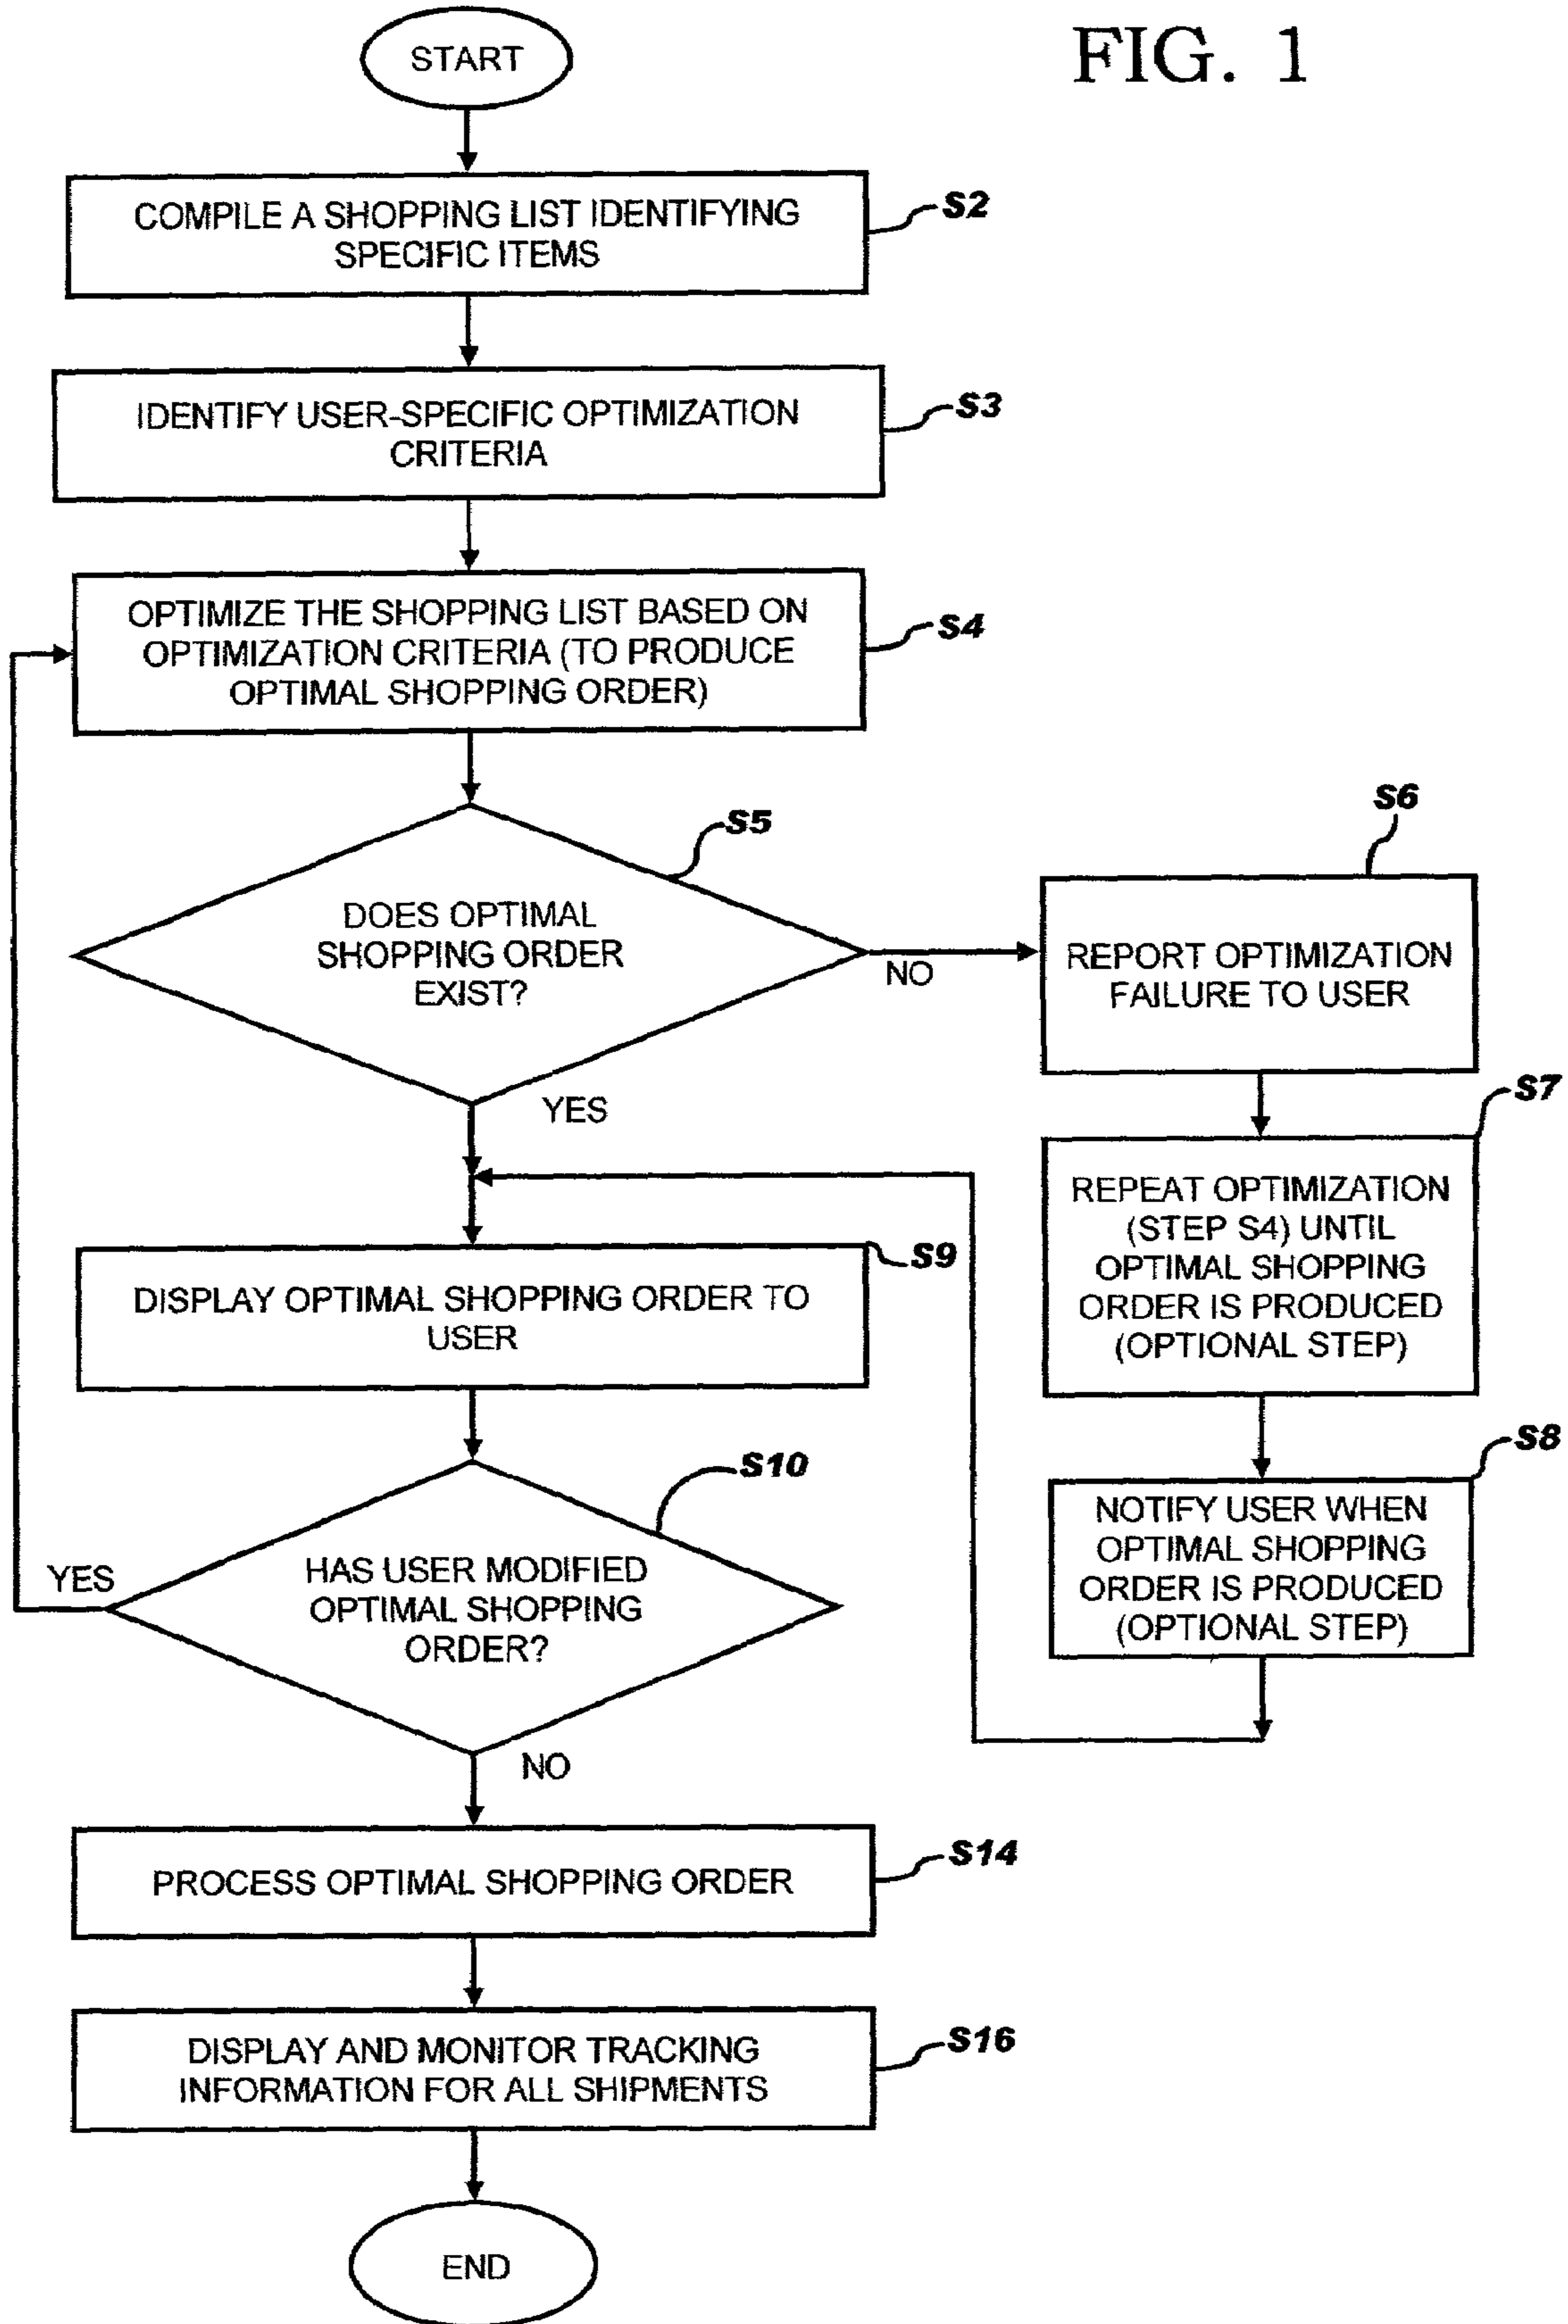 FIG. 1
START
COMPILE A SHOPPING LIST IDENTIFYING
SPECIFIC ITEMS
S2
IDENTIFY USER-SPECIFIC OPTIMIZATION
CRITERIA
S3
OPTIMIZE THE SHOPPING LIST BASED ON
OPTIMIZATION CRITERIA (TO PRODUCE
OPTIMAL SHOPPING ORDER)
S4
DOES OPTIMAL
SHOPPING ORDER
EXIST?
S5
NO
YES
REPORT OPTIMIZATION
FAILURE TO USER
S6
REPEAT OPTIMIZATION
(STEP S4) UNTIL
OPTIMAL SHOPPING
ORDER IS PRODUCED
(OPTIONAL STEP)
S7
NOTIFY USER WHEN
OPTIMAL SHOPPING
ORDER IS PRODUCED
(OPTIONAL STEP)
S8
DISPLAY OPTIMAL SHOPPING ORDER TO
USER
S9
HAS USER MODIFIED
OPTIMAL SHOPPING
ORDER?
S10
YES
NO
PROCESS OPTIMAL SHOPPING ORDER
S14
DISPLAY AND MONITOR TRACKING
INFORMATION FOR ALL SHIPMENTS
S16
END